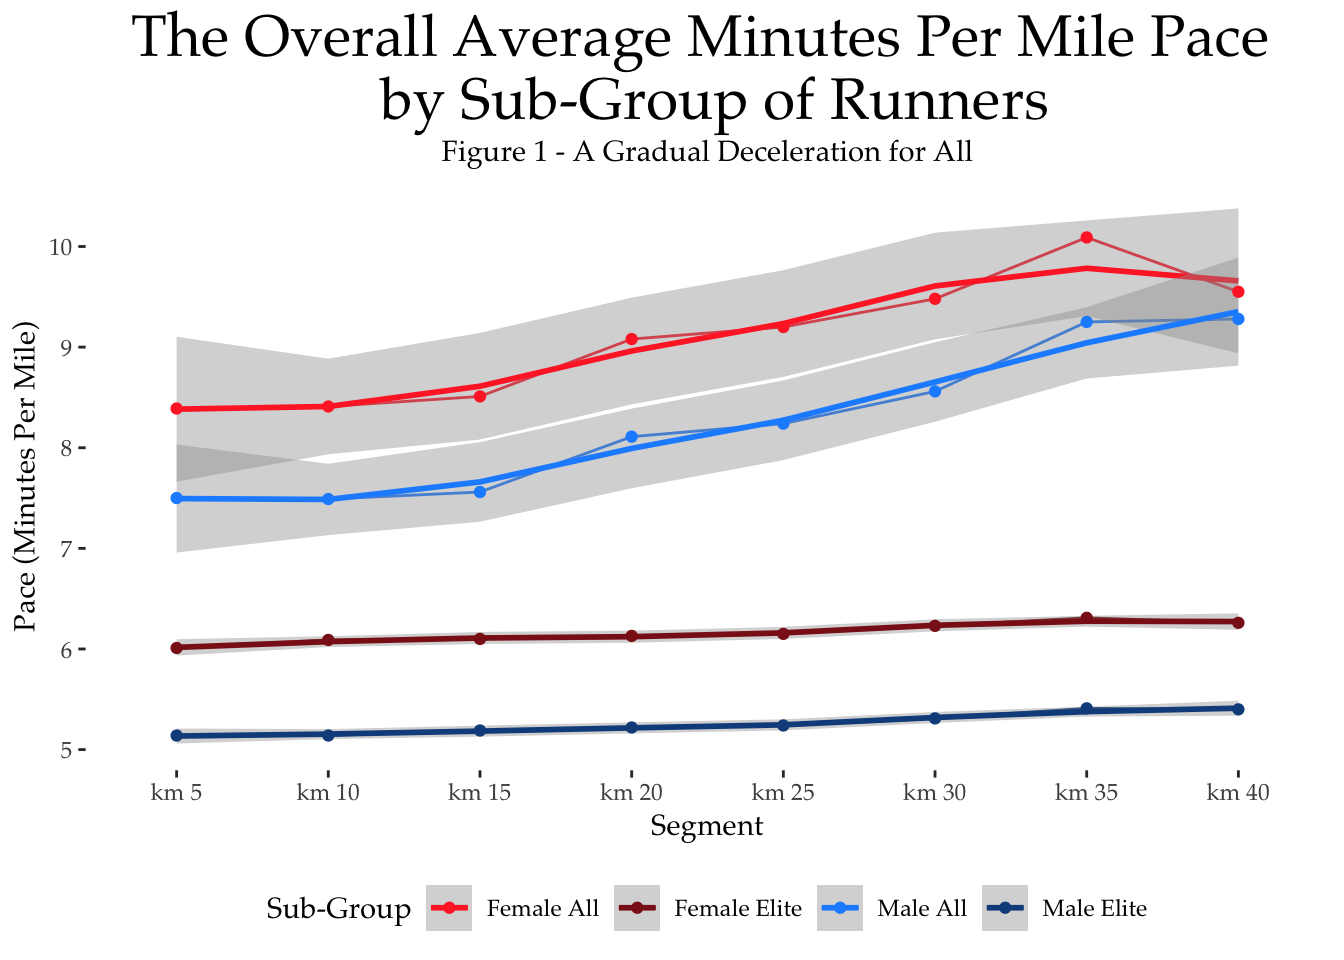 The Overall Average Minutes Per Mile Pace
by Sub-Group of Runners
Figure 1 - A Gradual Deceleration for All
Pace (Minutes Per Mile)
10
9
8
7
6
5
km 5 km 10 km 15 km 20 km 25 km 30 km 35 km 40
Segment
Sub-Group Female All Female Elite Male All Male Elite